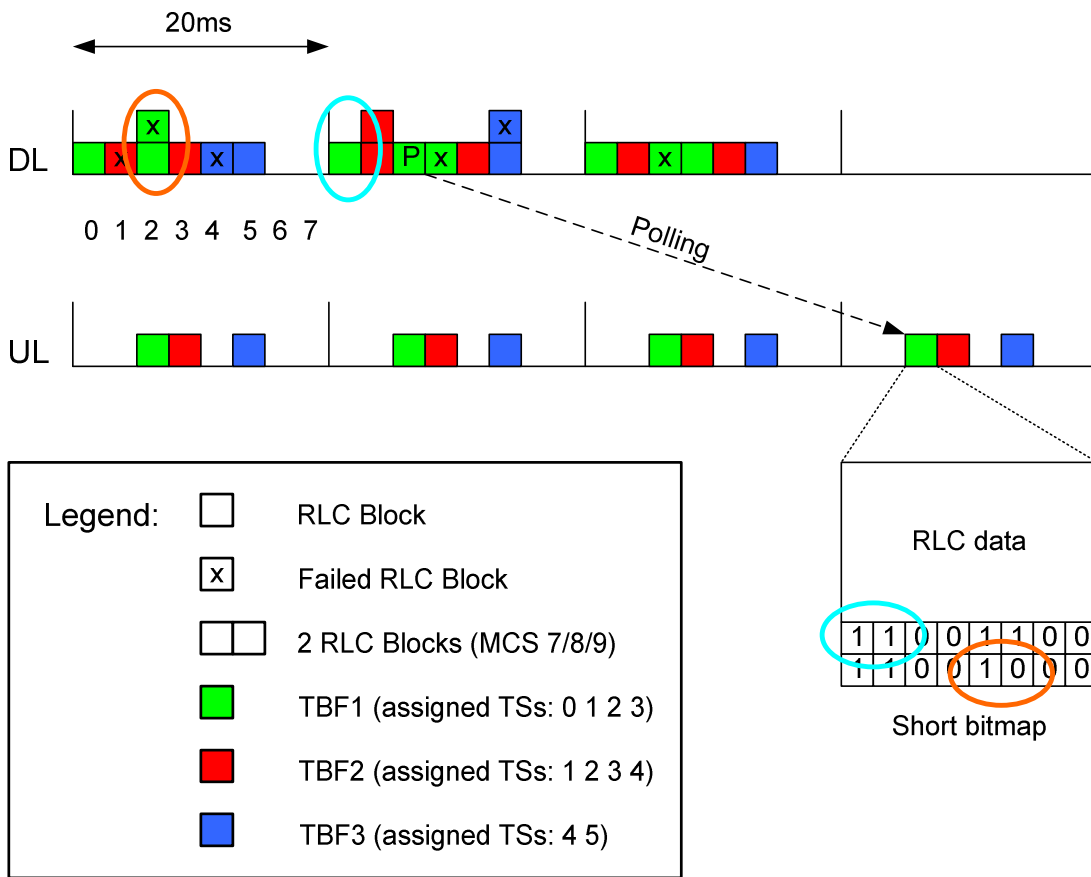 20ms
x
x
DL
x
x
P
x
x
0 1 2 3 4 5 6 7
Polling
UL
RLC data
1 1 0 0 1 1 0 0
1 1 0 0 1 0 0 0
Short bitmap
Legend:
RLC Block
x
Failed RLC Block
2 RLC Blocks (MCS 7/8/9)
TBF1 (assigned TSs: 0 1 2 3)
TBF2 (assigned TSs: 1 2 3 4)
TBF3 (assigned TSs: 4 5)